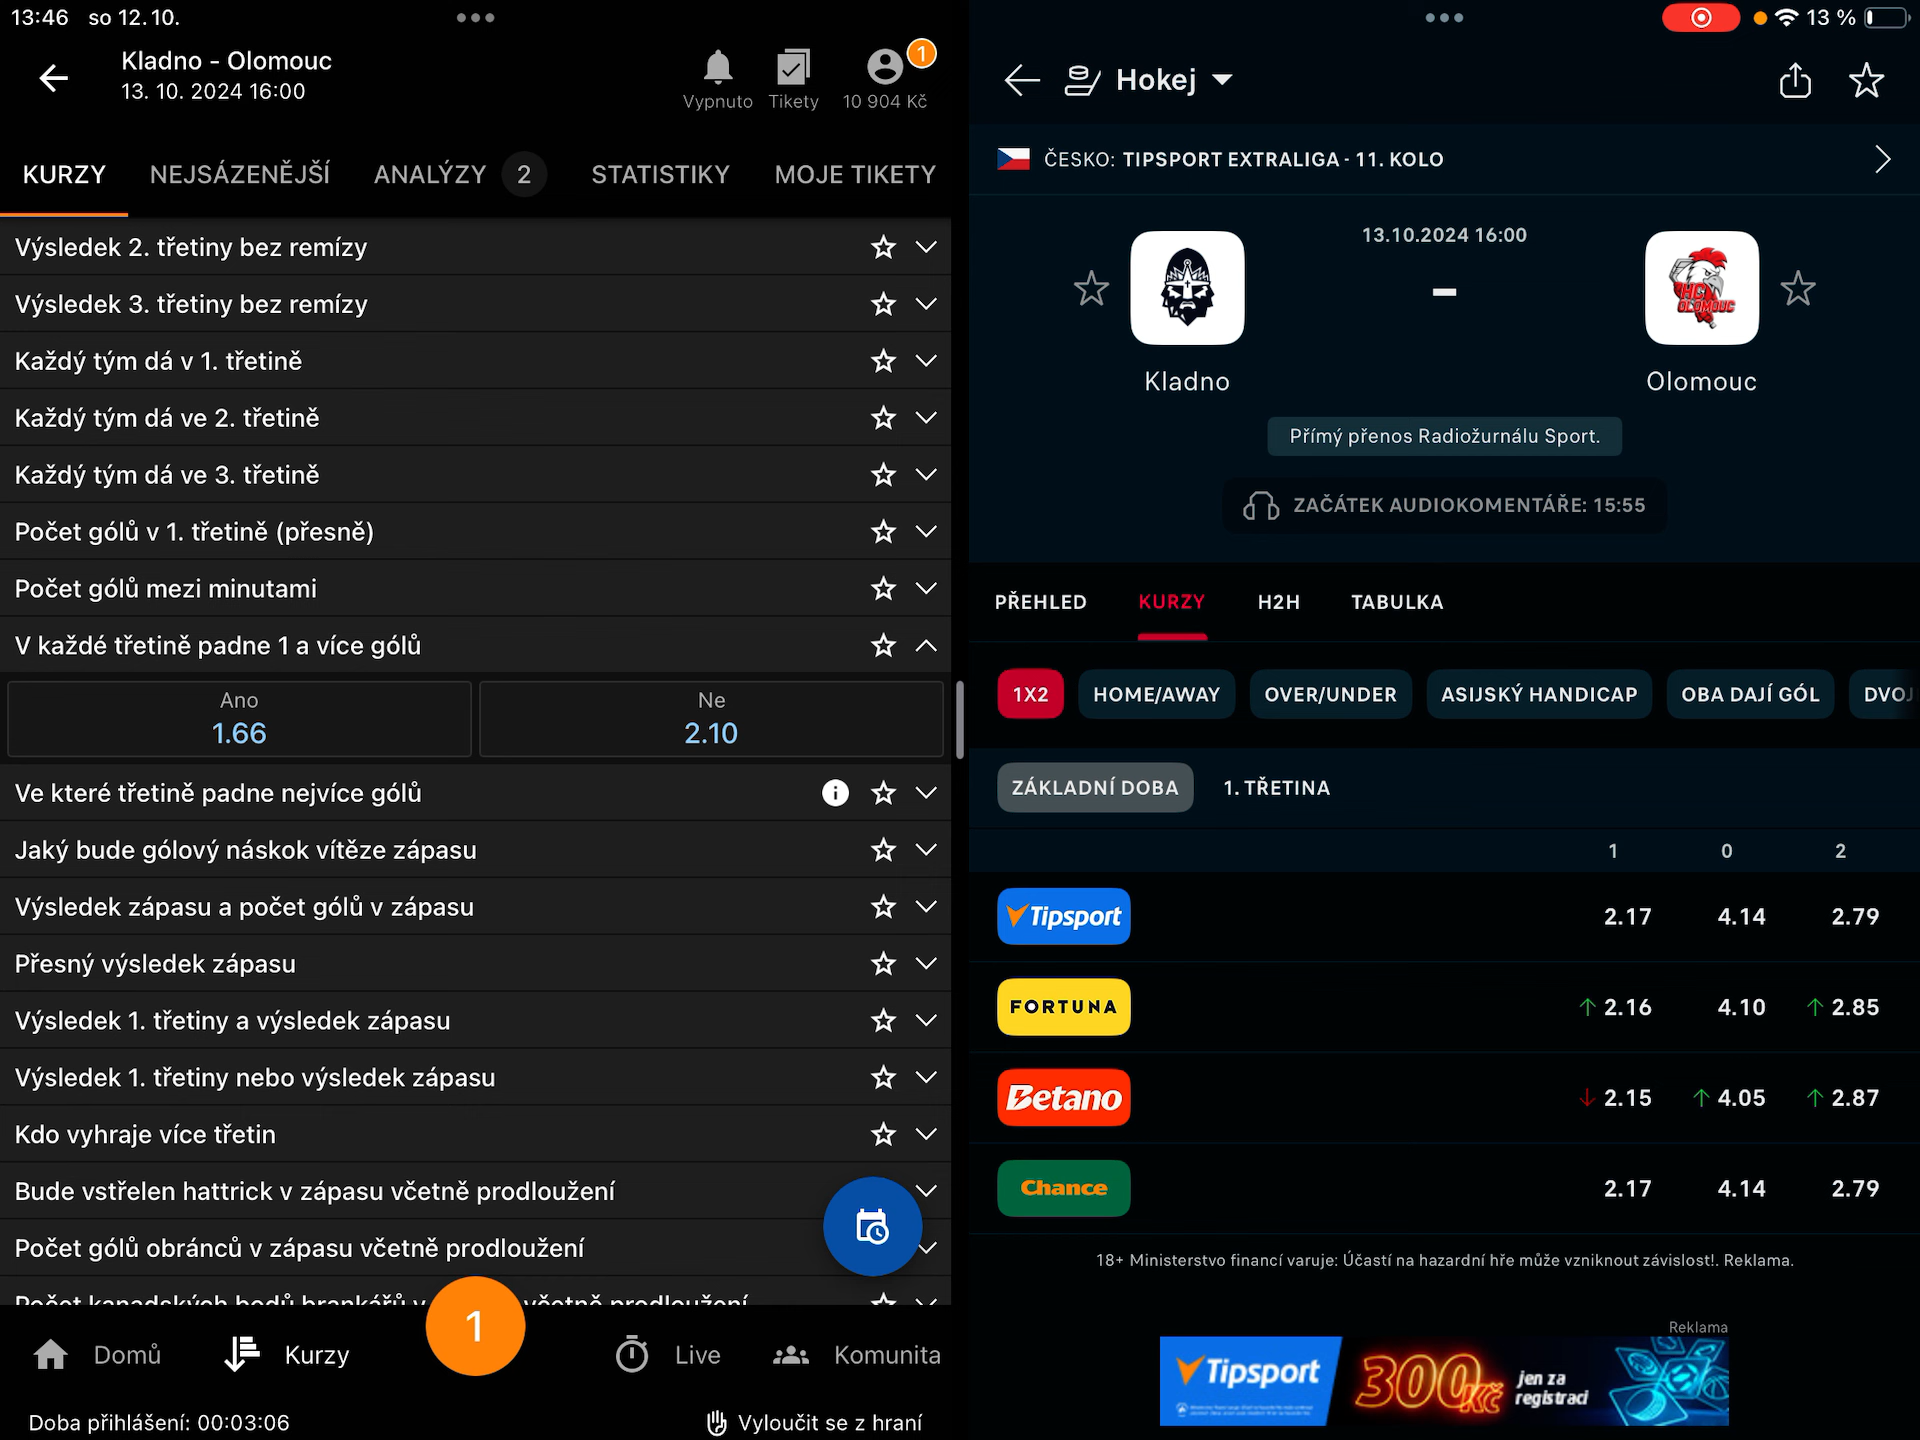 13:46 so 12. 10.
Kladno - Olomouc
13. 10. 2024 16:00
Vypnuto
Tikety
1
10 904 Kč
KURZY NEJSÁZENĚJŠÍ ANALÝZY 2 STATISTIKY MOJE TIKETY
Výsledek 2. třetiny bez remízy
Výsledek 3. třetiny bez remízy
Každý tým dá v 1. třetině
Každý tým dá ve 2. třetině
Každý tým dá ve 3. třetině
Počet gólů v 1. třetině (přesně)
Počet gólů mezi minutami
V každé třetině padne 1 a více gólů
Ano
1.66
Ne
2.10
Ve které třetině padne nejvíce gólů
Jaký bude gólový náskok vítěze zápasu
Výsledek zápasu a počet gólů v zápasu
Přesný výsledek zápasu
Výsledek 1. třetiny a výsledek zápasu
Výsledek 1. třetiny nebo výsledek zápasu
Kdo vyhraje více třetin
Bude vstřelen hattrick v zápasu včetně prodloužení
Počet gólů obránců v zápasu včetně prodloužení
Počet kanadských bodů brankářů v včetně prodloužení
Domů Kurzy 1 Live Komunita
Doba přihlášení: 00:03:06 Vyloučit se z hraní
13 %
Hokej
ČESKO: TIPSPORT EXTRALIGA - 11. KOLO
13.10.2024 16:00
-
HC OLOMOUC
Kladno Olomouc
Přímý přenos Radiožurnálu Sport.
ZAČÁTEK AUDIOKOMENTÁŘE: 15:55
PŘEHLED KURZY H2H TABULKA
1X2 HOME/AWAY OVER/UNDER ASIJSKÝ HANDICAP OBA DAJÍ GÓL DVOJ
ZÁKLADNÍ DOBA 1. TŘETINA
1 0 2
Tipsport 2.17 4.14 2.79
FORTUNA ↑ 2.16 4.10 ↑ 2.85
Betano ↓ 2.15 ↑ 4.05 ↑ 2.87
Chance 2.17 4.14 2.79
18+ Ministerstvo financí varuje: Účastí na hazardní hře může vzniknout závislost!. Reklama.
Reklama
Tipsport
300Kč
jen za
registraci